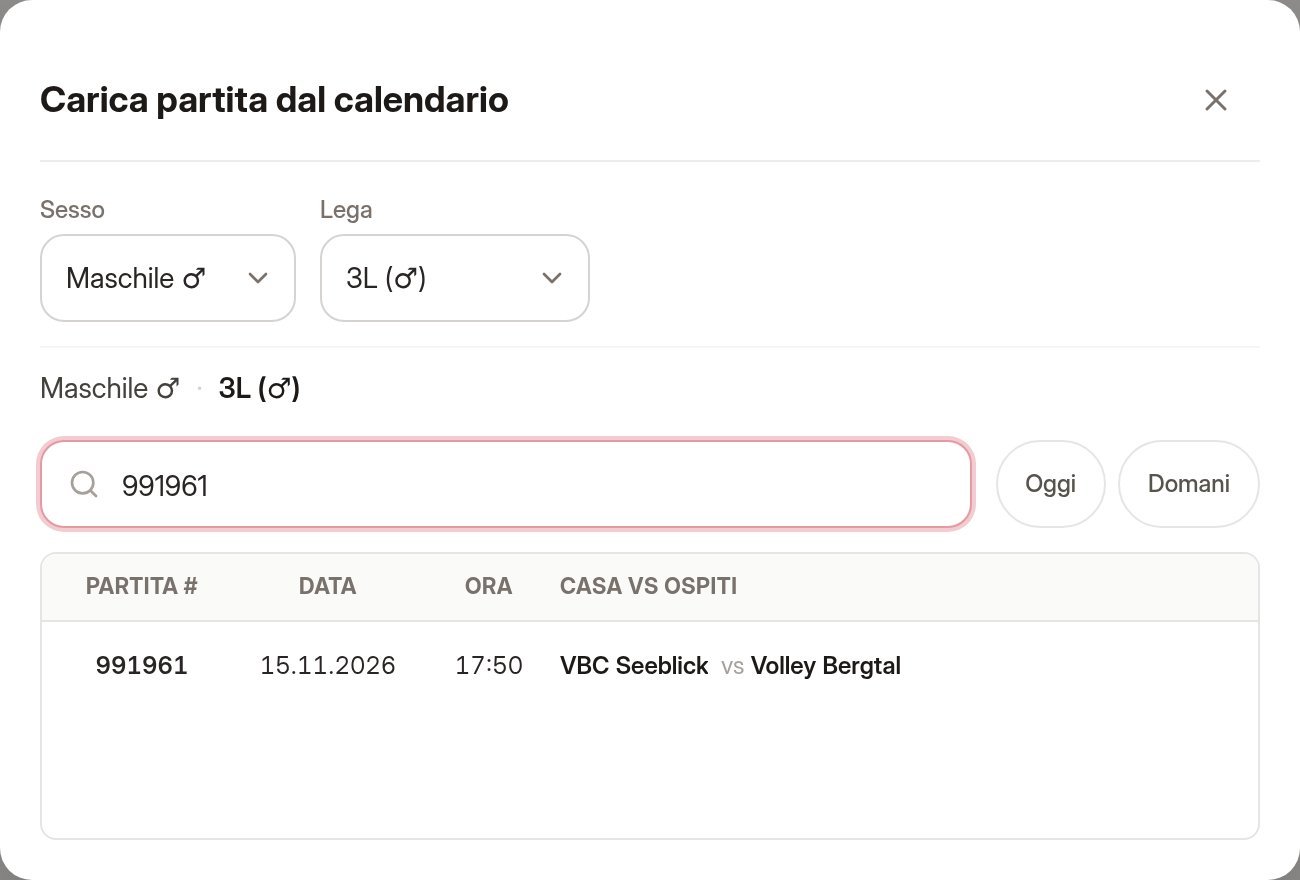 Carica partita dal calendario
Sesso Lega
Maschile ♂ 3L (♂)
Maschile ♂ · 3L (♂)
991961 Oggi Domani
PARTITA # DATA ORA CASA VS OSPITI
991961 15.11.2026 17:50 VBC Seeblick vs Volley Bergtal